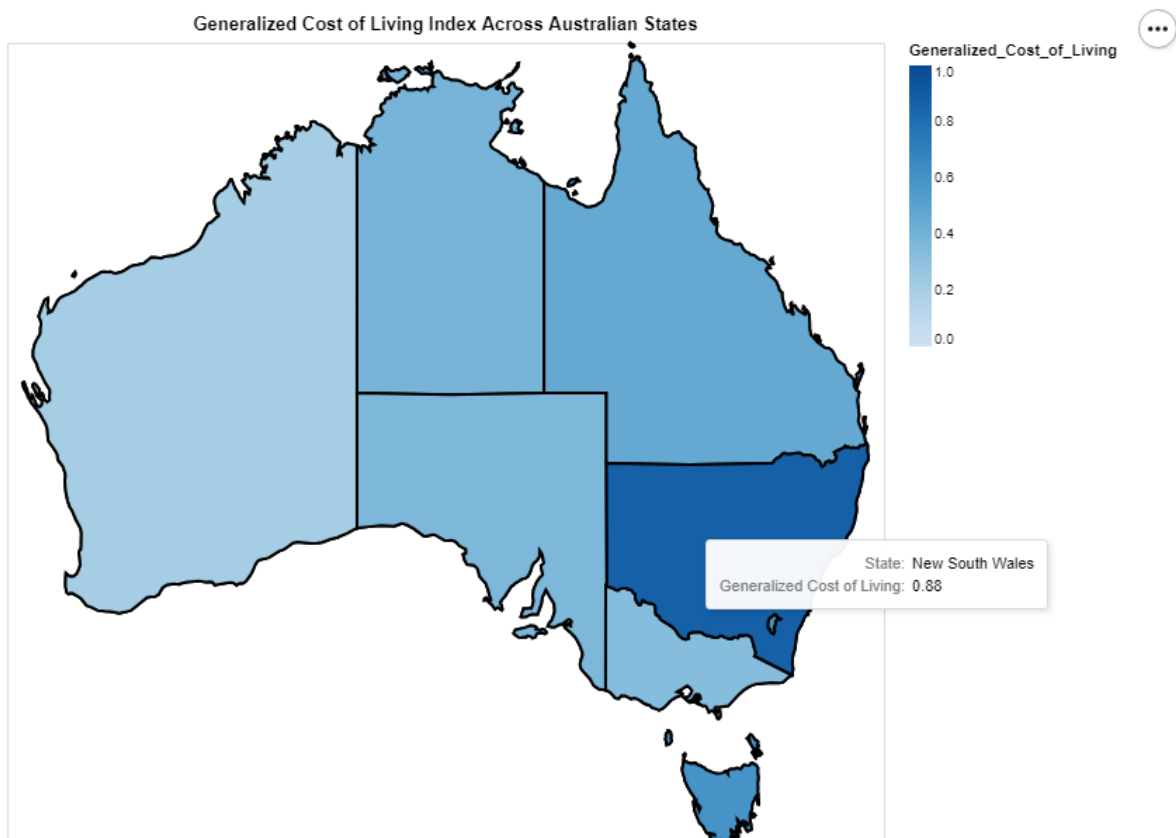 Generalized Cost of Living Index Across Australian States
Generalized_Cost_of_Living
1.0
0.8
0.6
0.4
0.2
0.0
State: New South Wales
Generalized Cost of Living: 0.88